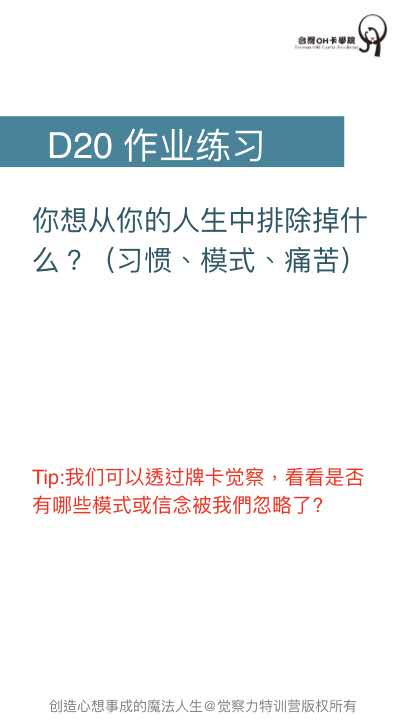 台灣OH卡學院
D20 作业练习
你想从你的人生中排除掉什
么？（习惯、模式、痛苦）
Tip:我们可以透过牌卡觉察，看看是否
有哪些模式或信念被我們忽略了?
创造心想事成的魔法人生@觉察力特训营版权所有